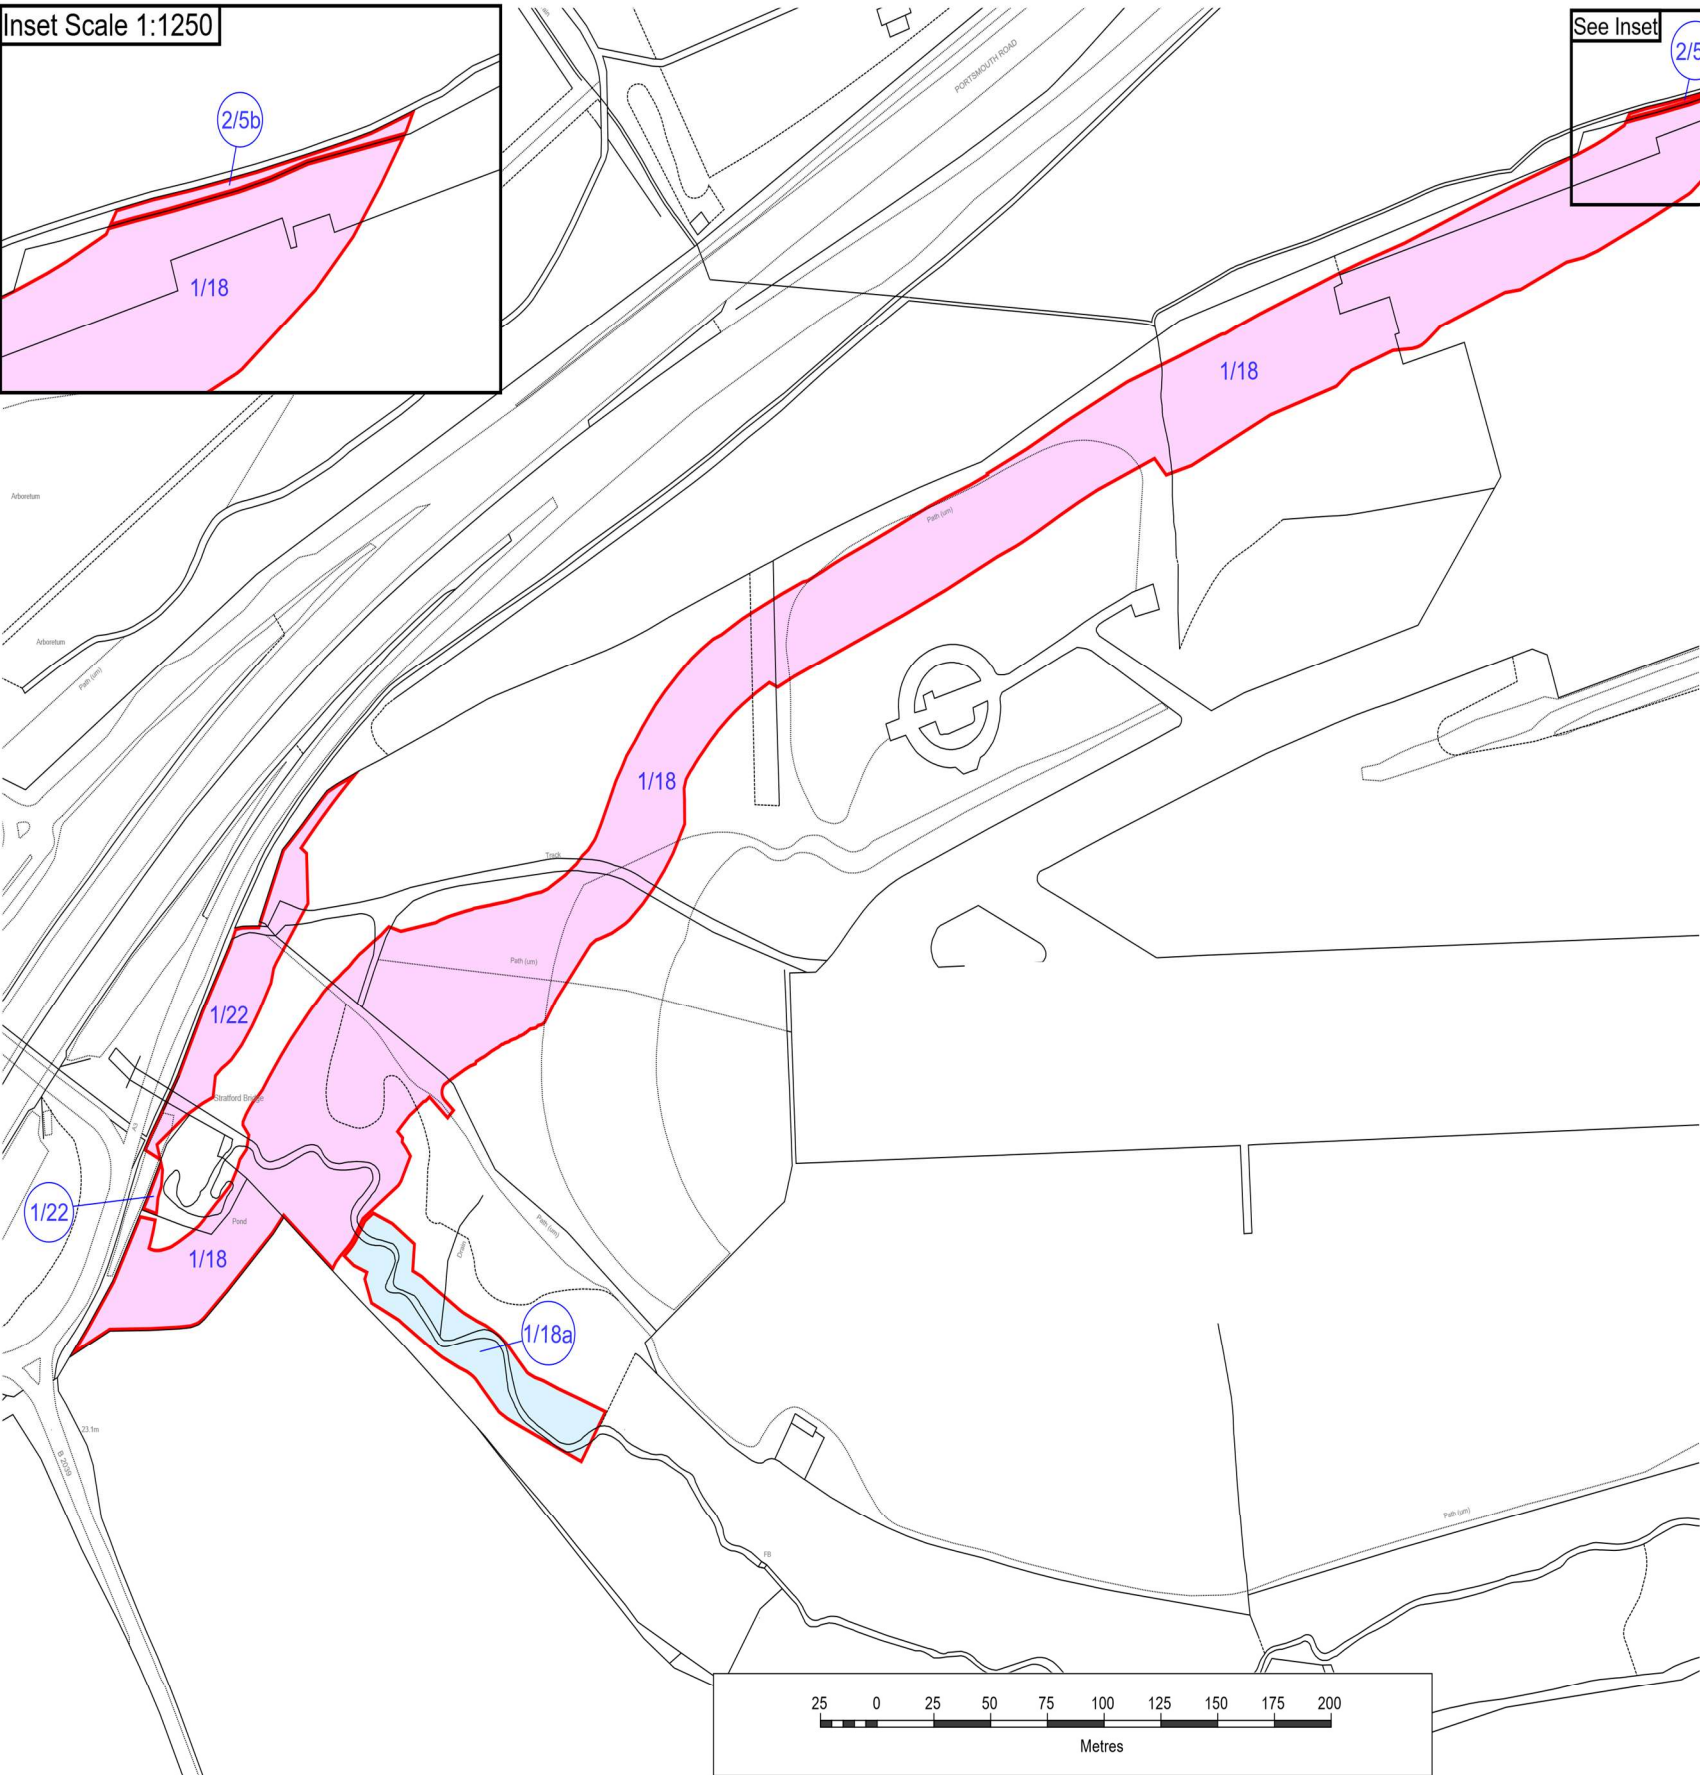 Inset Scale 1:1250
See Inset
2/5
PORTSMOUTH ROAD
2/5b
1/18
1/18
Arboretum
Path (um)
Arboretum
Path (um)
1/18
Track
Path (um)
1/22
Stratford Bridge
A3
1/22
Pond
Path (um)
Drain
1/18
1/18a
23.1m
B 2039
Path (um)
FB
25 0 25 50 75 100 125 150 175 200
Metres